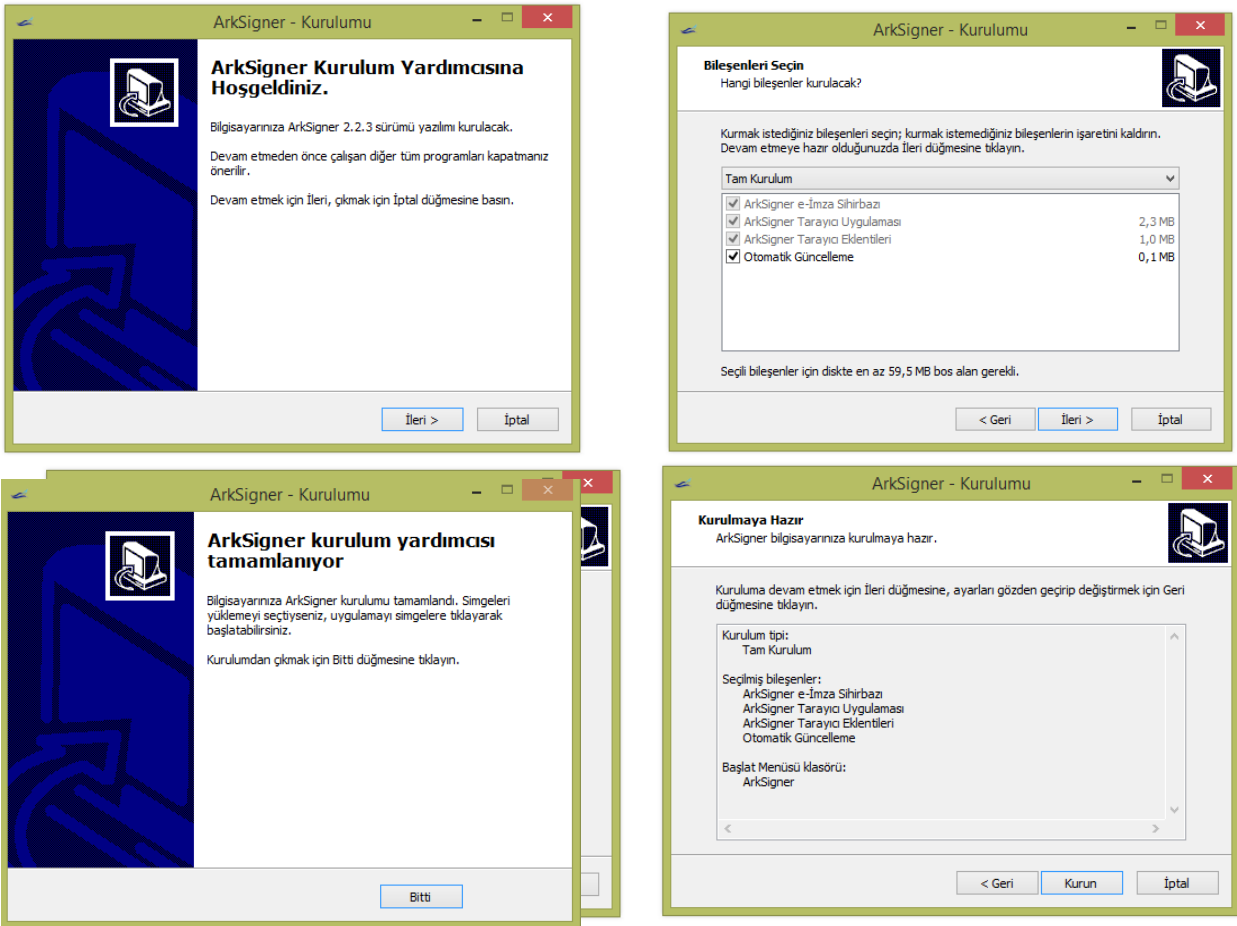 ArkSigner - Kurulumu
ArkSigner Kurulum Yardımcısına
Hoşgeldiniz.
Bilgisayarınıza ArkSigner 2.2.3 sürümü yazılımı kurulacak.
Devam etmeden önce çalışan diğer tüm programları kapatmanız
önerilir.
Devam etmek için İleri, çıkmak için İptal düğmesine basın.
İleri >
İptal
ArkSigner - Kurulumu
Bileşenleri Seçin
Hangi bileşenler kurulacak?
Kurmak istediğiniz bileşenleri seçin; kurmak istemediğiniz bileşenlerin işaretini kaldırın.
Devam etmeye hazır olduğunuzda İleri düğmesine tıklayın.
Tam Kurulum
ArkSigner e-İmza Sihirbazı
ArkSigner Tarayıcı Uygulaması 2,3 MB
ArkSigner Tarayıcı Eklentileri 1,0 MB
Otomatik Güncelleme 0,1 MB
Seçili bileşenler için diskte en az 59,5 MB bos alan gerekli.
< Geri
İleri >
İptal
ArkSigner - Kurulumu
ArkSigner kurulum yardımcısı
tamamlanıyor
Bilgisayarınıza ArkSigner kurulumu tamamlandı. Simgeleri
yüklemeyi seçtiyseniz, uygulamayı simgelere tıklayarak
başlatabilirsiniz.
Kurulumdan çıkmak için Bitti düğmesine tıklayın.
Bitti
ArkSigner - Kurulumu
Kurulmaya Hazır
ArkSigner bilgisayarınıza kurulmaya hazır.
Kuruluma devam etmek için İleri düğmesine, ayarları gözden geçirip değiştirmek için Geri
düğmesine tıklayın.
Kurulum tipi:
Tam Kurulum
Seçilmiş bileşenler:
ArkSigner e-İmza Sihirbazı
ArkSigner Tarayıcı Uygulaması
ArkSigner Tarayıcı Eklentileri
Otomatik Güncelleme
Başlat Menüsü klasörü:
ArkSigner
< Geri
Kurun
İptal